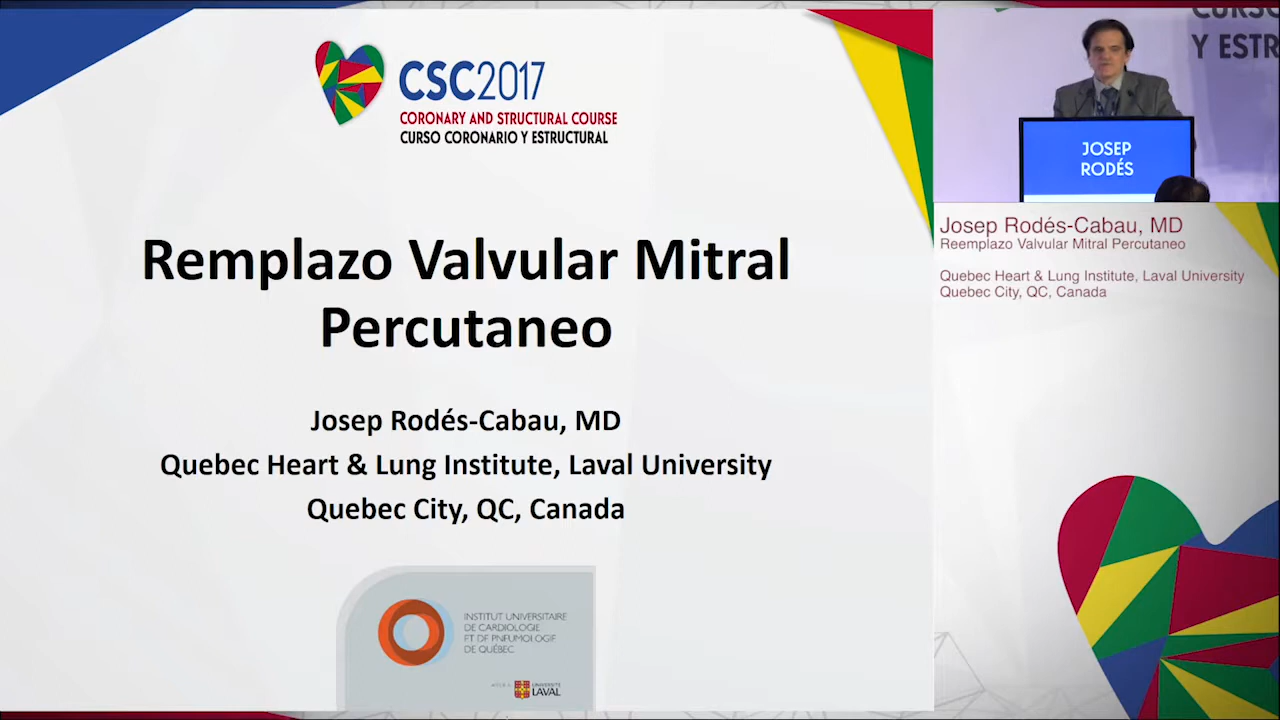 CSC2017
CORONARY AND STRUCTURAL COURSE
CURSO CORONARIO Y ESTRUCTURAL
Remplazo Valvular Mitral
Percutaneo
Josep Rodés-Cabau, MD
Quebec Heart & Lung Institute, Laval University
Quebec City, QC, Canada
INSTITUT UNIVERSITAIRE
DE CARDIOLOGIE
ET DE PNEUMOLOGIE
DE QUÉBEC
UNIVERSITÉ
LAVAL
CURSO
Y ESTR
JOSEP
RODÉS
Josep Rodés-Cabau, MD
Reemplazo Valvular Mitral Percutaneo
Quebec Heart & Lung Institute, Laval University
Quebec City, QC, Canada